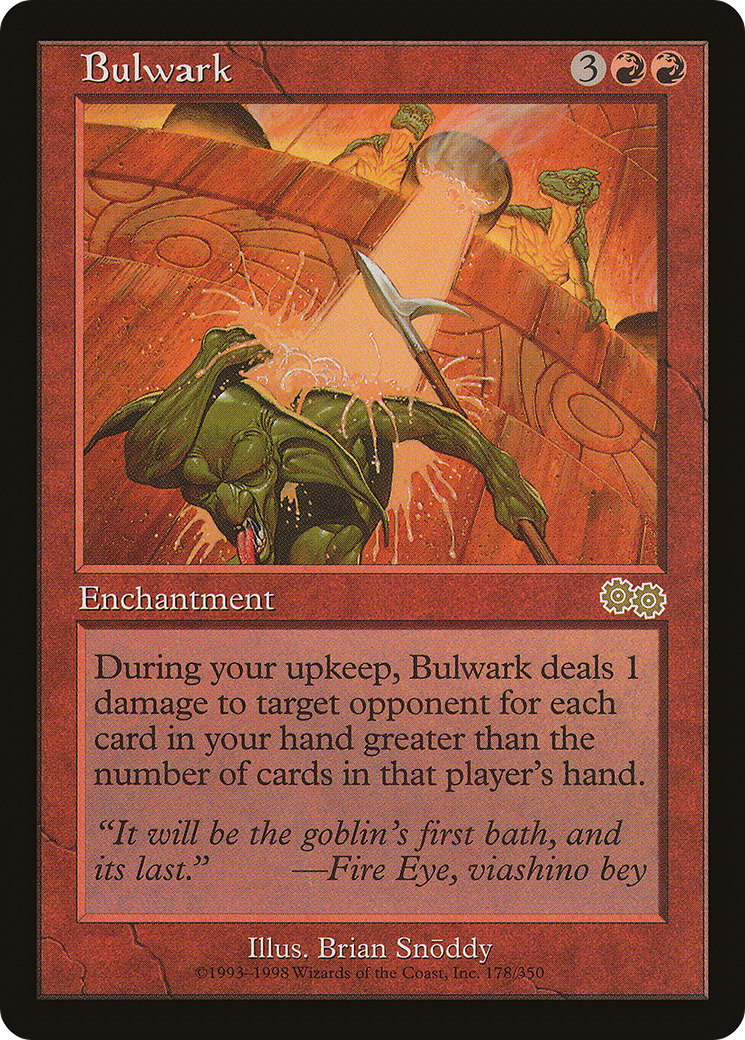 Bulwark 3
Enchantment
During your upkeep, Bulwark deals 1
damage to target opponent for each
card in your hand greater than the
number of cards in that player's hand.
"It will be the goblin's first bath, and
its last." —Fire Eye, viashino bey
Illus. Brian Snōddy
©1993–1998 Wizards of the Coast, Inc. 178/350